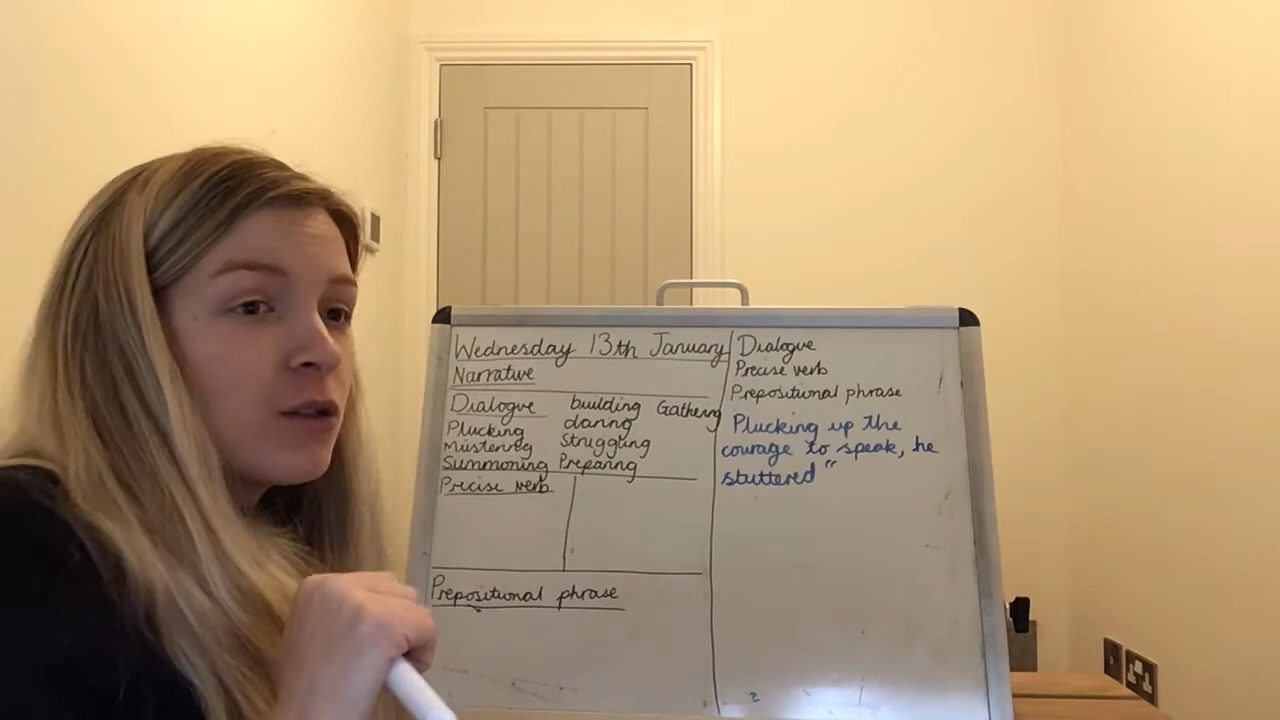 Wednesday 13th January
Narrative
Dialogue building Gathering
Plucking daring
Mustering Struggling
Summoning Preparing
Precise verb
Prepositional phrase
Dialogue
Precise verb
Prepositional phrase
Plucking up the
courage to speak, he
stuttered "